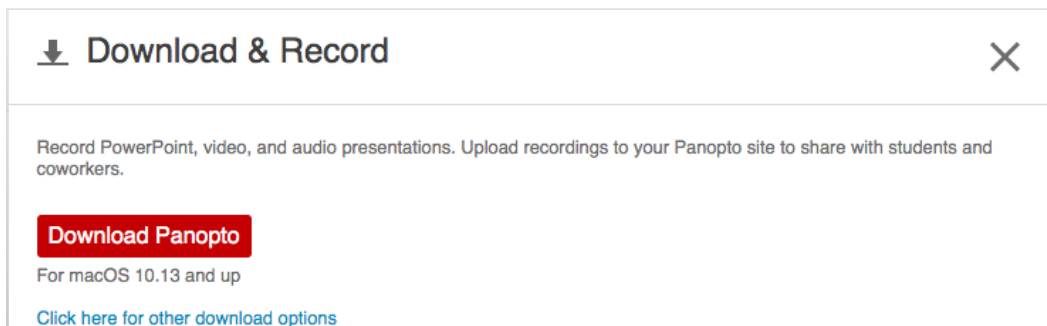 Download & Record
Record PowerPoint, video, and audio presentations. Upload recordings to your Panopto site to share with students and
coworkers.
Download Panopto
For macOS 10.13 and up
Click here for other download options